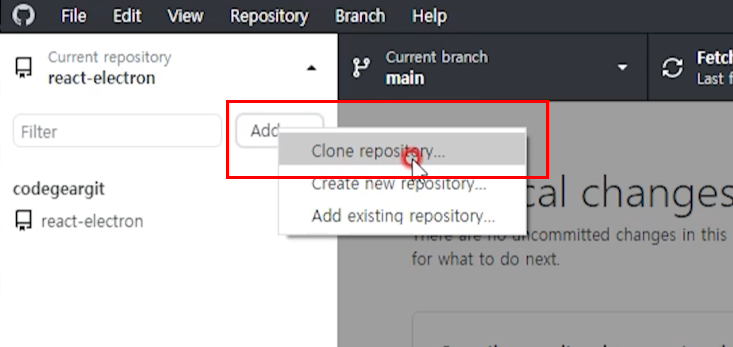 File Edit View Repository Branch Help
Current repository
react-electron
Current branch
main
Fetch
Last f
Filter
Add
Clone repository...
Create new repository...
Add existing repository...
codegeargit
react-electron
cal changes
There are no uncommitted changes in this
for what to do next.